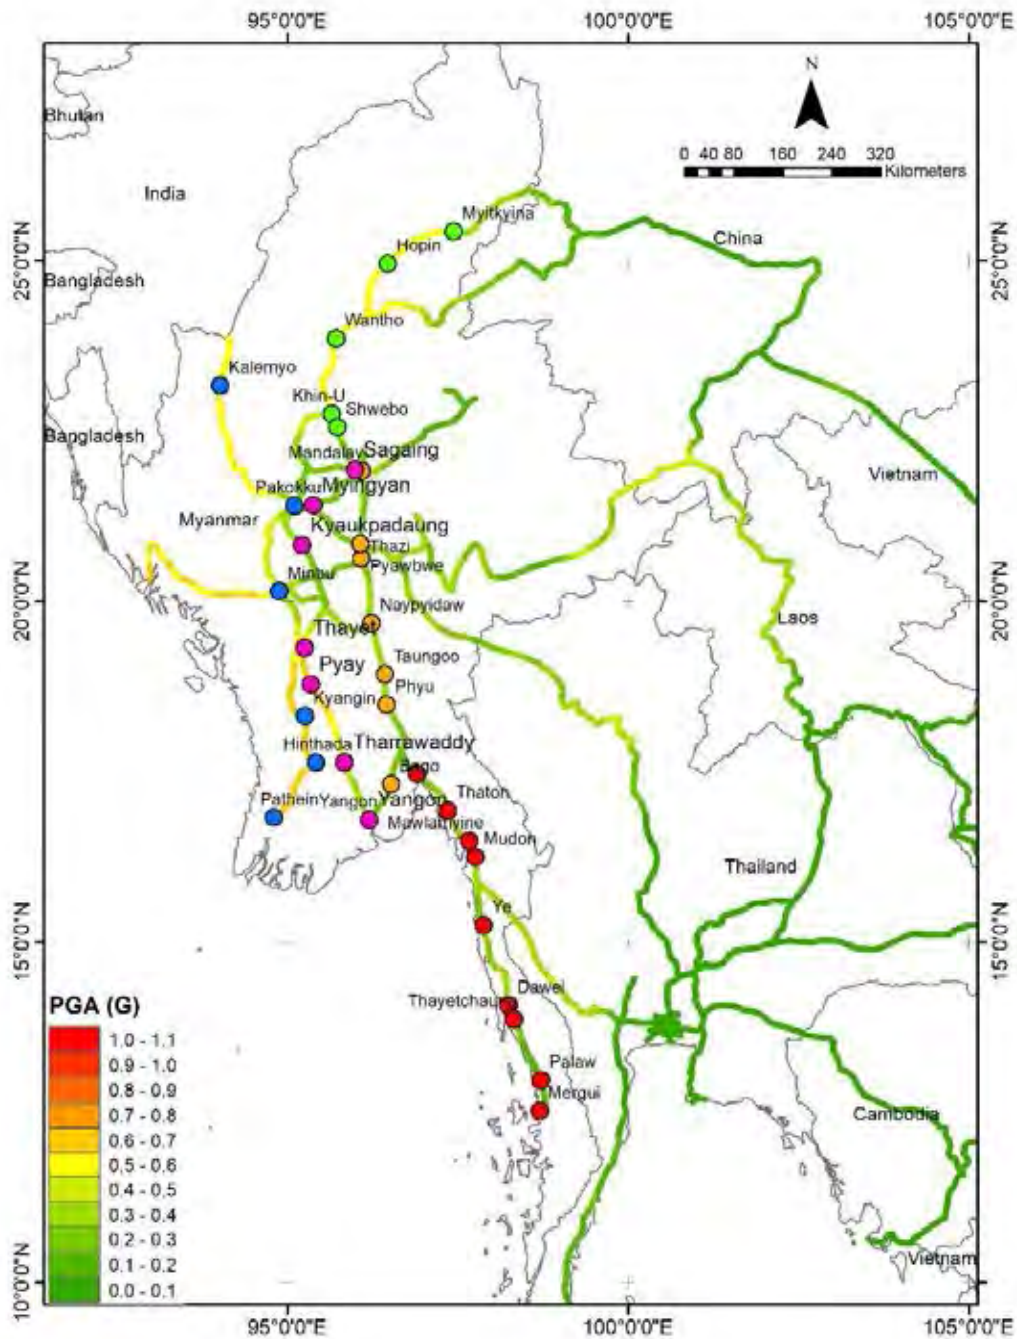 95°0'0"E 100°0'0"E 105°0'0"E
N
Bhutan
0 40 80 160 240 320
Kilometers
India
Myitkyina
China
Hopin
25°0'0"N 25°0'0"N
Bangladesh
Wantho
Kalemyo
Khin-U
Shwebo
Bangladesh
Mandalay Sagaing
Vietnam
Pakokku Myingyan
Myanmar
Kyaukpadaung
Thazi
Pyawbwe
Minbu
20°0'0"N 20°0'0"N
Naypyidaw
Laos
Thayet
Taungoo
Pyay
Phyu
Kyangin
Hinthada Tharrawaddy
Bago
Thaton
Pathein Yangon Yangon
Mawlamyine
Mudon
Thailand
Ye
15°0'0"N 15°0'0"N
Dawei
Thayetchau
PGA (G)
1.0 - 1.1
0.9 - 1.0
0.8 - 0.9
0.7 - 0.8
0.6 - 0.7
0.5 - 0.6
0.4 - 0.5
0.3 - 0.4
0.2 - 0.3
0.1 - 0.2
0.0 - 0.1
Palaw
Mergui
Cambodia
Vietnam
10°0'0"N 10°0'0"N
95°0'0"E 100°0'0"E 105°0'0"E